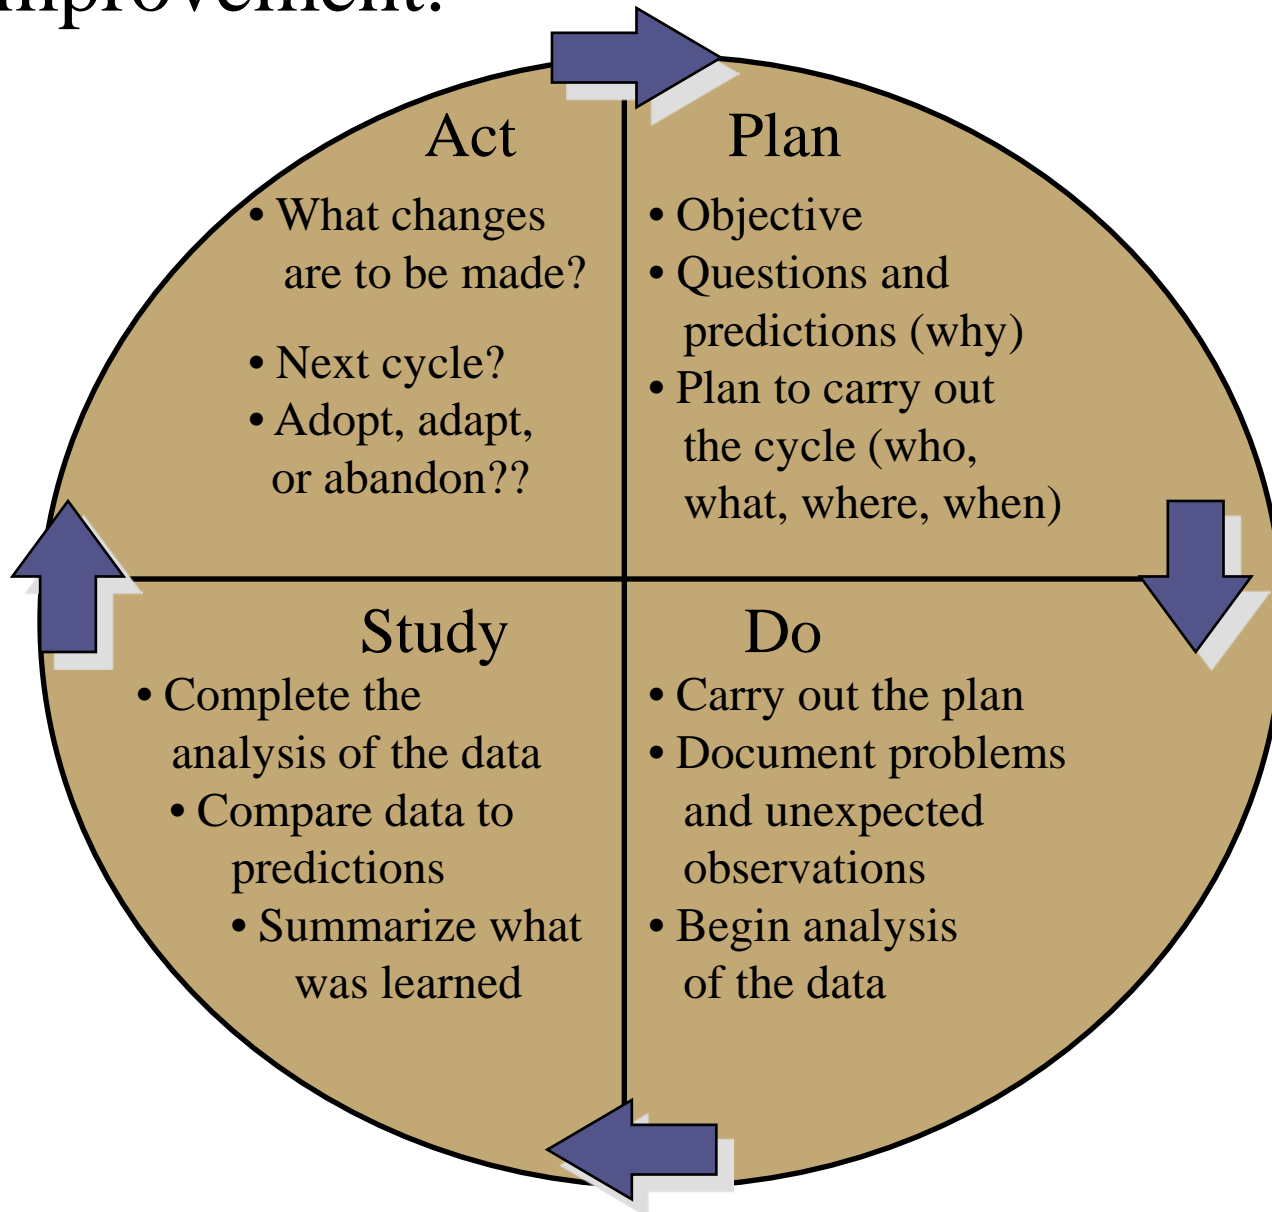 Act
• What changes
are to be made?
• Next cycle?
• Adopt, adapt,
or abandon??
Plan
• Objective
• Questions and
predictions (why)
• Plan to carry out
the cycle (who,
what, where, when)
Do
• Carry out the plan
• Document problems
and unexpected
observations
• Begin analysis
of the data
Study
• Complete the
analysis of the data
• Compare data to
predictions
• Summarize what
was learned